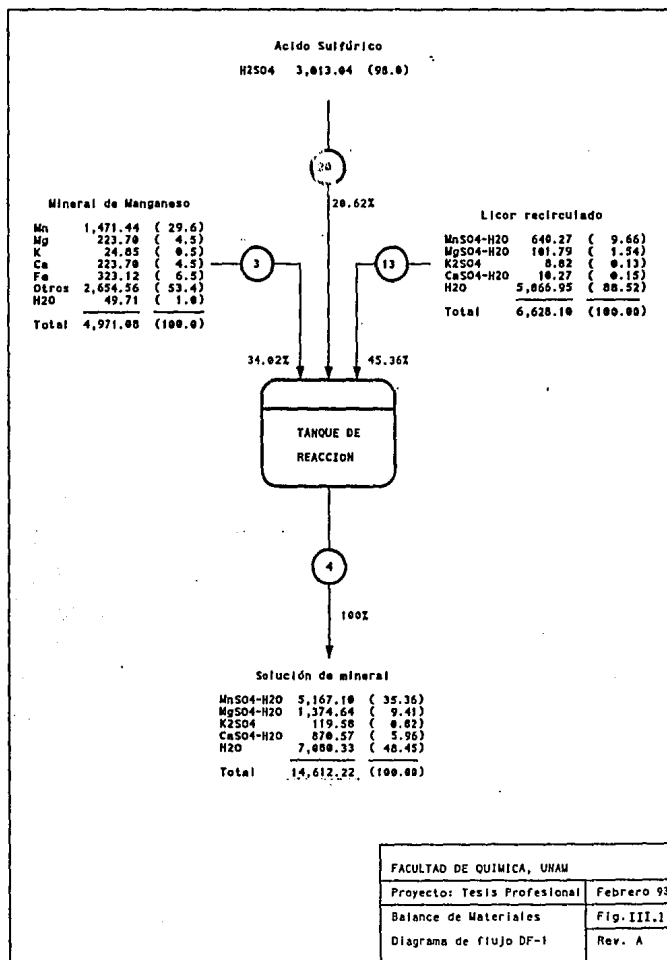 Acido Sulfúrico
H2SO4 3,013.04 (98.0)
20
20.62%
Mineral de Manganeso
Mn 1,471.44 ( 29.6)
Mg 223.70 ( 4.5)
K 24.85 ( 0.5)
Ca 223.70 ( 4.5)
Fe 323.12 ( 6.5)
Otros 2,654.56 ( 53.4)
H2O 49.71 ( 1.0)
Total 4,971.08 (100.0)
3
34.02%
Licor recirculado
MnSO4-H2O 640.27 ( 9.66)
MgSO4-H2O 101.79 ( 1.54)
K2SO4 8.82 ( 0.13)
CaSO4-H2O 10.27 ( 0.15)
H2O 5,866.95 ( 88.52)
Total 6,628.10 (100.00)
13
45.36%
TANQUE DE
REACCION
4
100%
Solución de mineral
MnSO4-H2O 5,167.10 ( 35.36)
MgSO4-H2O 1,374.64 ( 9.41)
K2SO4 119.58 ( 0.82)
CaSO4-H2O 870.57 ( 5.96)
H2O 7,080.33 ( 48.45)
Total 14,612.22 (100.00)
FACULTAD DE QUIMICA, UNAM
Proyecto: Tesis Profesional Febrero 93
Balance de Materiales Fig.III.1
Diagrama de flujo DF-1 Rev. A